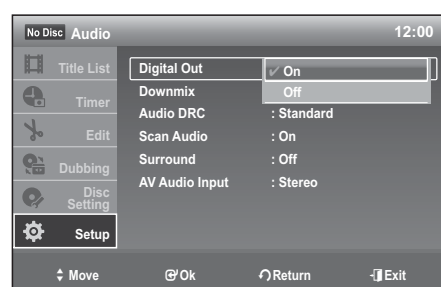 No Disc Audio 12:00
Title List
Timer
Edit
Dubbing
Disc
Setting
Setup
Digital Out
✔ On
Off
Downmix
Audio DRC : Standard
Scan Audio : On
Surround : Off
AV Audio Input : Stereo
Move Ok Return Exit